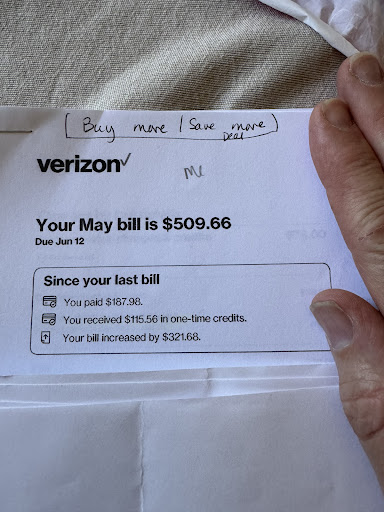 [Buy more / Save more]
Deal
verizon✓
Me
Your May bill is $509.66
Due Jun 12
Since your last bill
You paid $187.98.
You received $115.56 in one-time credits.
Your bill increased by $321.68.